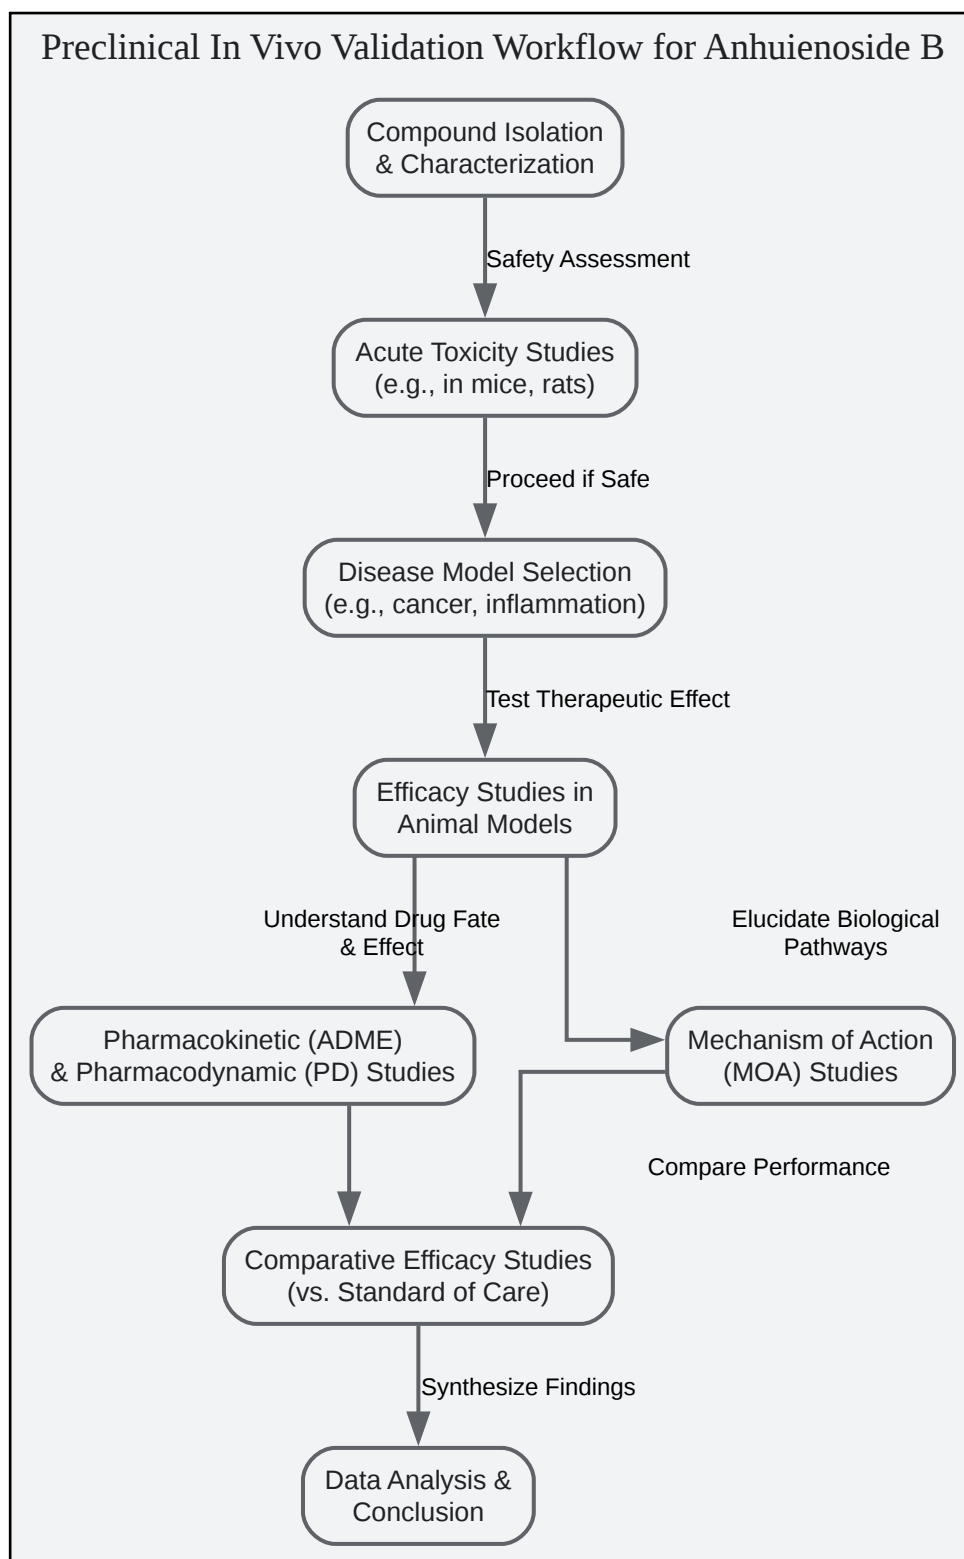 Preclinical In Vivo Validation Workflow for Anhuienoside B
Compound Isolation
& Characterization
Safety Assessment
Acute Toxicity Studies
(e.g., in mice, rats)
Proceed if Safe
Disease Model Selection
(e.g., cancer, inflammation)
Test Therapeutic Effect
Efficacy Studies in
Animal Models
Understand Drug Fate
& Effect
Elucidate Biological
Pathways
Pharmacokinetic (ADME)
& Pharmacodynamic (PD) Studies
Mechanism of Action
(MOA) Studies
Compare Performance
Comparative Efficacy Studies
(vs. Standard of Care)
Synthesize Findings
Data Analysis &
Conclusion